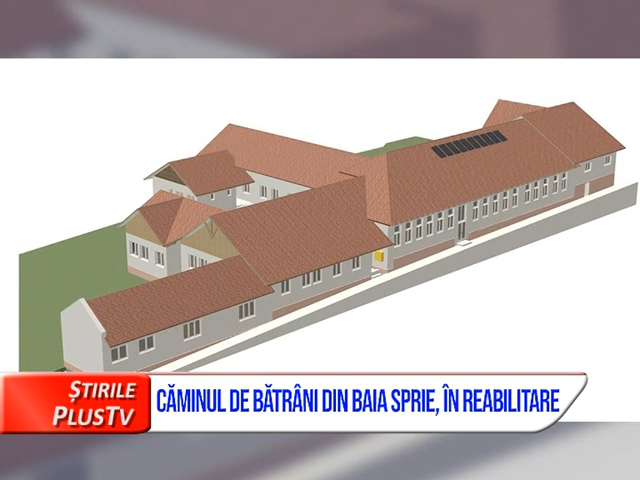 ȘTIRILE
PLUSTV
CĂMINUL DE BĂTRÂNI DIN BAIA SPRIE, ÎN REABILITARE